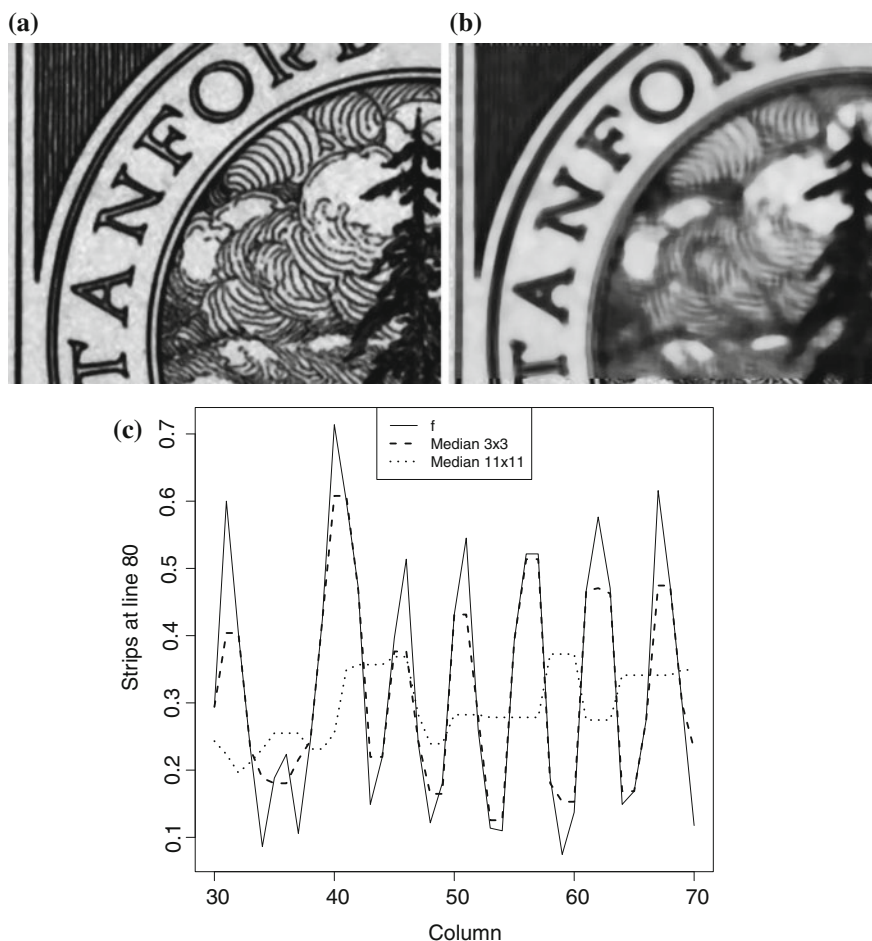 (a)
(b)
TANFORD
TANFORD
(c)
f
Median 3x3
Median 11x11
Strips at line 80
0.7
0.6
0.5
0.4
0.3
0.2
0.1
30
40
50
60
70
Column